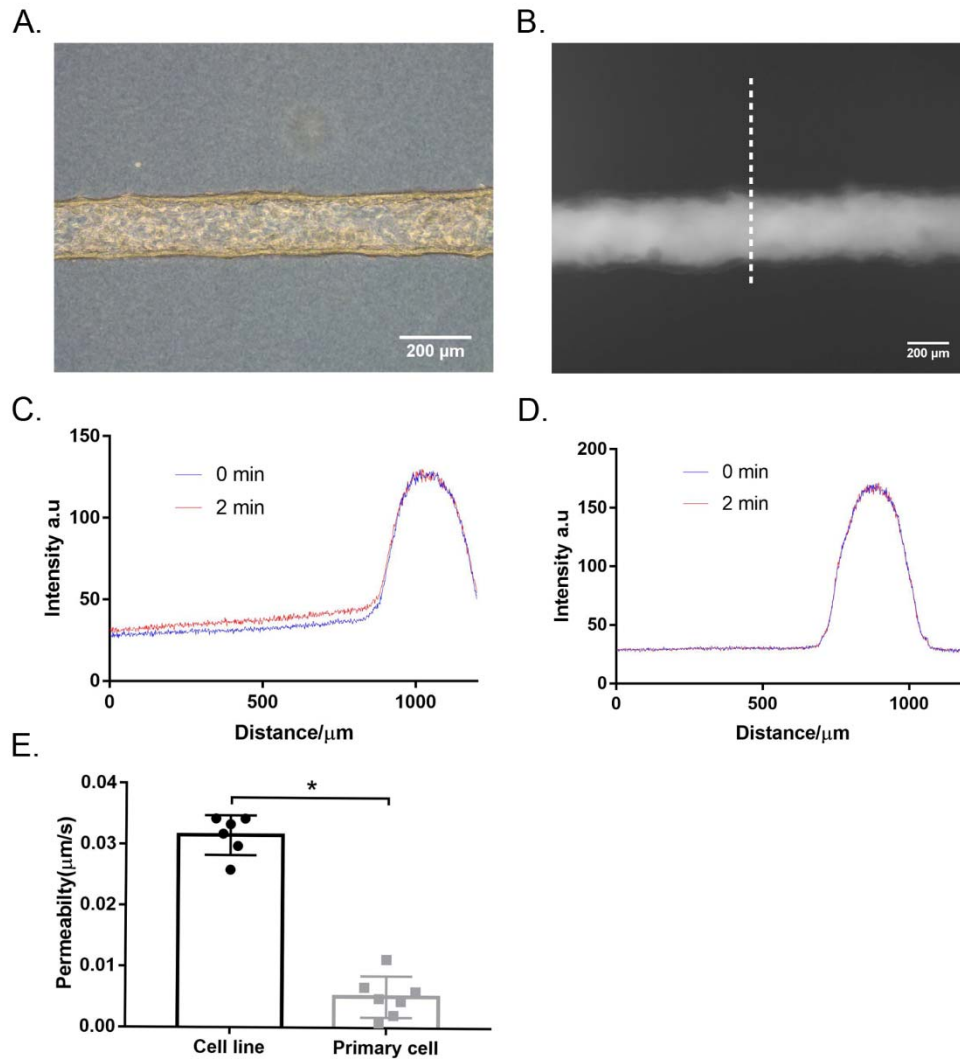 A.
B.
200 µm
200 µm
C.
D.
150
100
50
0
Intensity a.u
0 min
2 min
0
500
1000
Distance/µm
200
150
100
50
0
Intensity a.u
0 min
2 min
0
500
1000
Distance/µm
E.
0.04
0.03
0.02
0.01
0.00
Permeabilty(µm/s)
*
Cell line
Primary cell